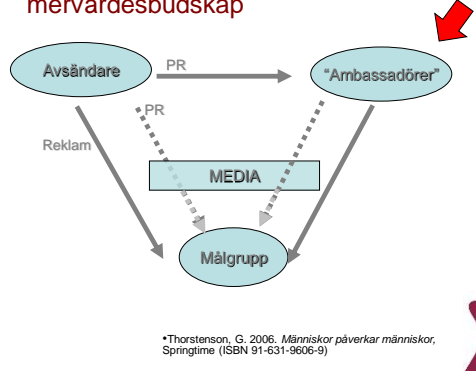 mervärdesbudskap
Avsändare
PR
"Ambassadörer"
PR
Reklam
MEDIA
Målgrupp
•Thorstenson, G. 2006. Människor påverkar människor,
Springtime (ISBN 91-631-9606-9)